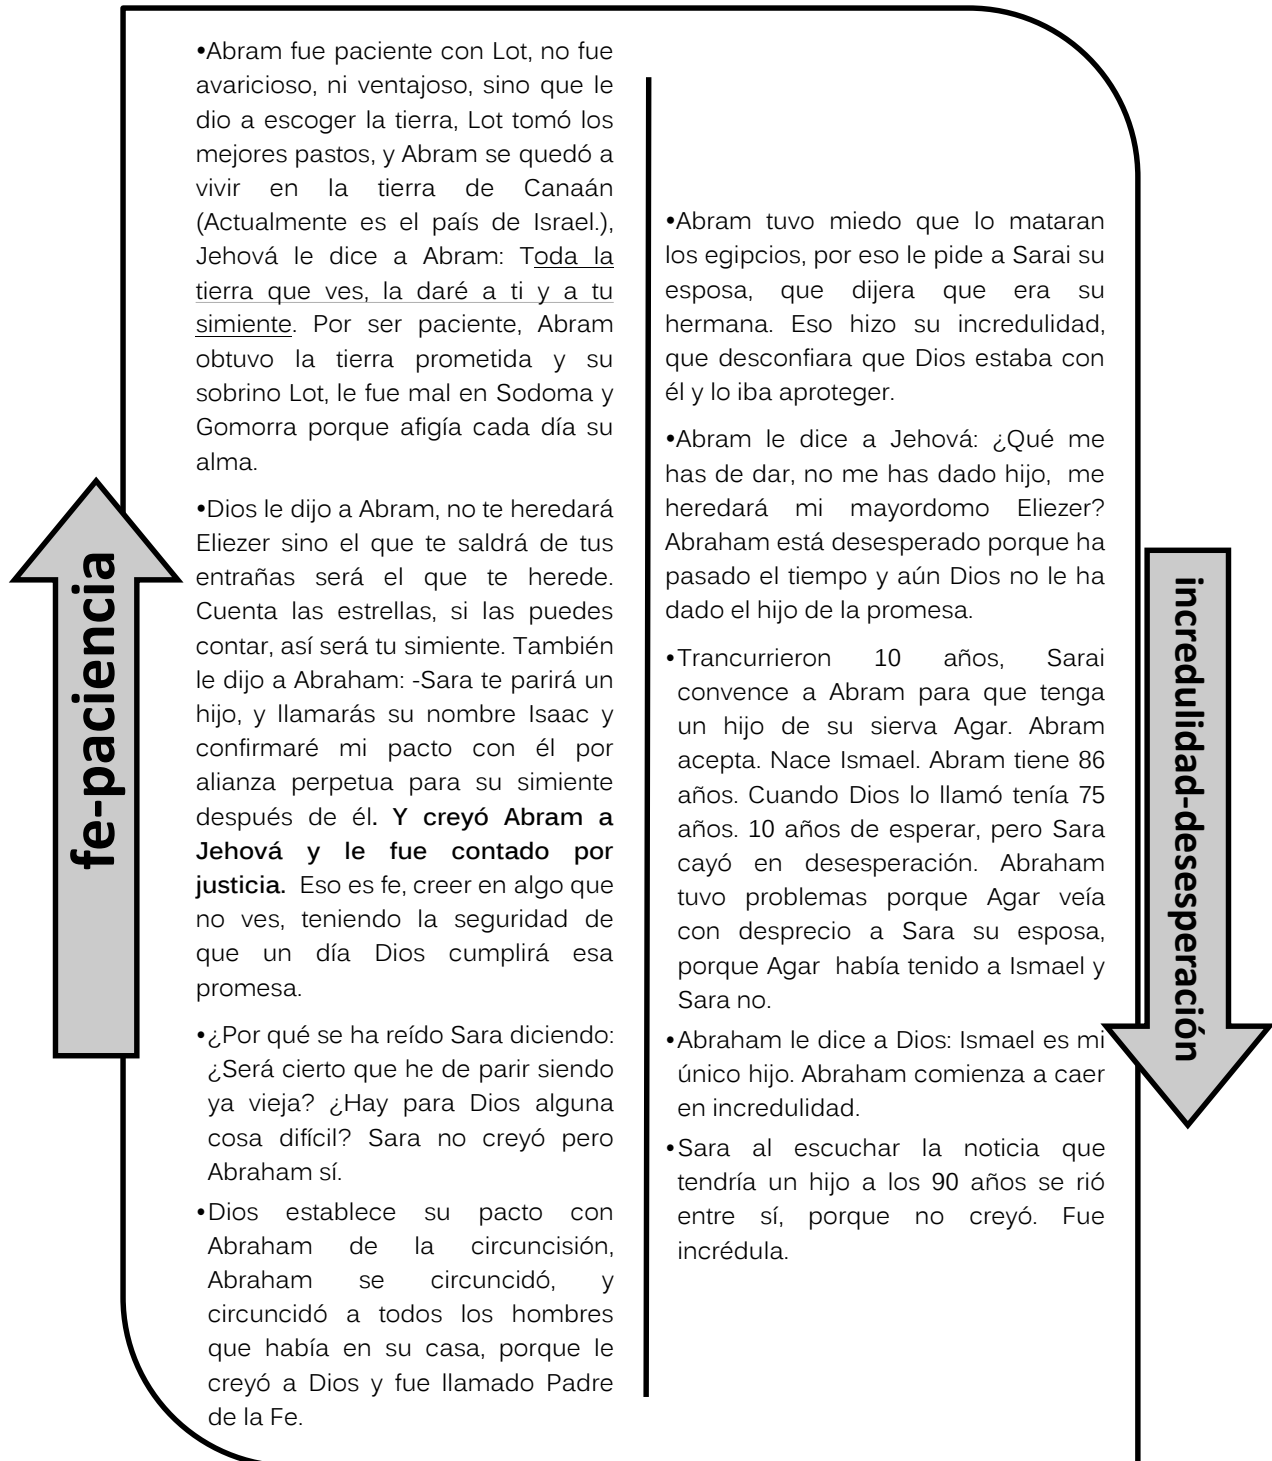 •Abram fue paciente con Lot, no fue
avaricioso, ni ventajoso, sino que le
dio a escoger la tierra, Lot tomó los
mejores pastos, y Abram se quedó a
vivir en la tierra de Canaán
(Actualmente es el país de Israel.),
Jehová le dice a Abram: Toda la
tierra que ves, la daré a ti y a tu
simiente. Por ser paciente, Abram
obtuvo la tierra prometida y su
sobrino Lot, le fue mal en Sodoma y
Gomorra porque afigía cada día su
alma.
•Dios le dijo a Abram, no te heredará
Eliezer sino el que te saldrá de tus
entrañas será el que te herede.
Cuenta las estrellas, si las puedes
contar, así será tu simiente. También
le dijo a Abraham: -Sara te parirá un
hijo, y llamarás su nombre Isaac y
confirmaré mi pacto con él por
alianza perpetua para su simiente
después de él. Y creyó Abram a
Jehová y le fue contado por
justicia. Eso es fe, creer en algo que
no ves, teniendo la seguridad de
que un día Dios cumplirá esa
promesa.
•¿Por qué se ha reído Sara diciendo:
¿Será cierto que he de parir siendo
ya vieja? ¿Hay para Dios alguna
cosa difícil? Sara no creyó pero
Abraham sí.
•Dios establece su pacto con
Abraham de la circuncisión,
Abraham se circuncidó, y
circuncidó a todos los hombres
que había en su casa, porque le
creyó a Dios y fue llamado Padre
de la Fe.
•Abram tuvo miedo que lo mataran
los egipcios, por eso le pide a Sarai su
esposa, que dijera que era su
hermana. Eso hizo su incredulidad,
que desconfiara que Dios estaba con
él y lo iba aproteger.
•Abram le dice a Jehová: ¿Qué me
has de dar, no me has dado hijo, me
heredará mi mayordomo Eliezer?
Abraham está desesperado porque ha
pasado el tiempo y aún Dios no le ha
dado el hijo de la promesa.
•Trancurrieron 10 años, Sarai
convence a Abram para que tenga
un hijo de su sierva Agar. Abram
acepta. Nace Ismael. Abram tiene 86
años. Cuando Dios lo llamó tenía 75
años. 10 años de esperar, pero Sara
cayó en desesperación. Abraham
tuvo problemas porque Agar veía
con desprecio a Sara su esposa,
porque Agar había tenido a Ismael y
Sara no.
•Abraham le dice a Dios: Ismael es mi
único hijo. Abraham comienza a caer
en incredulidad.
•Sara al escuchar la noticia que
tendría un hijo a los 90 años se rió
entre sí, porque no creyó. Fue
incrédula.
fe-paciencia
incredulidad-desesperación